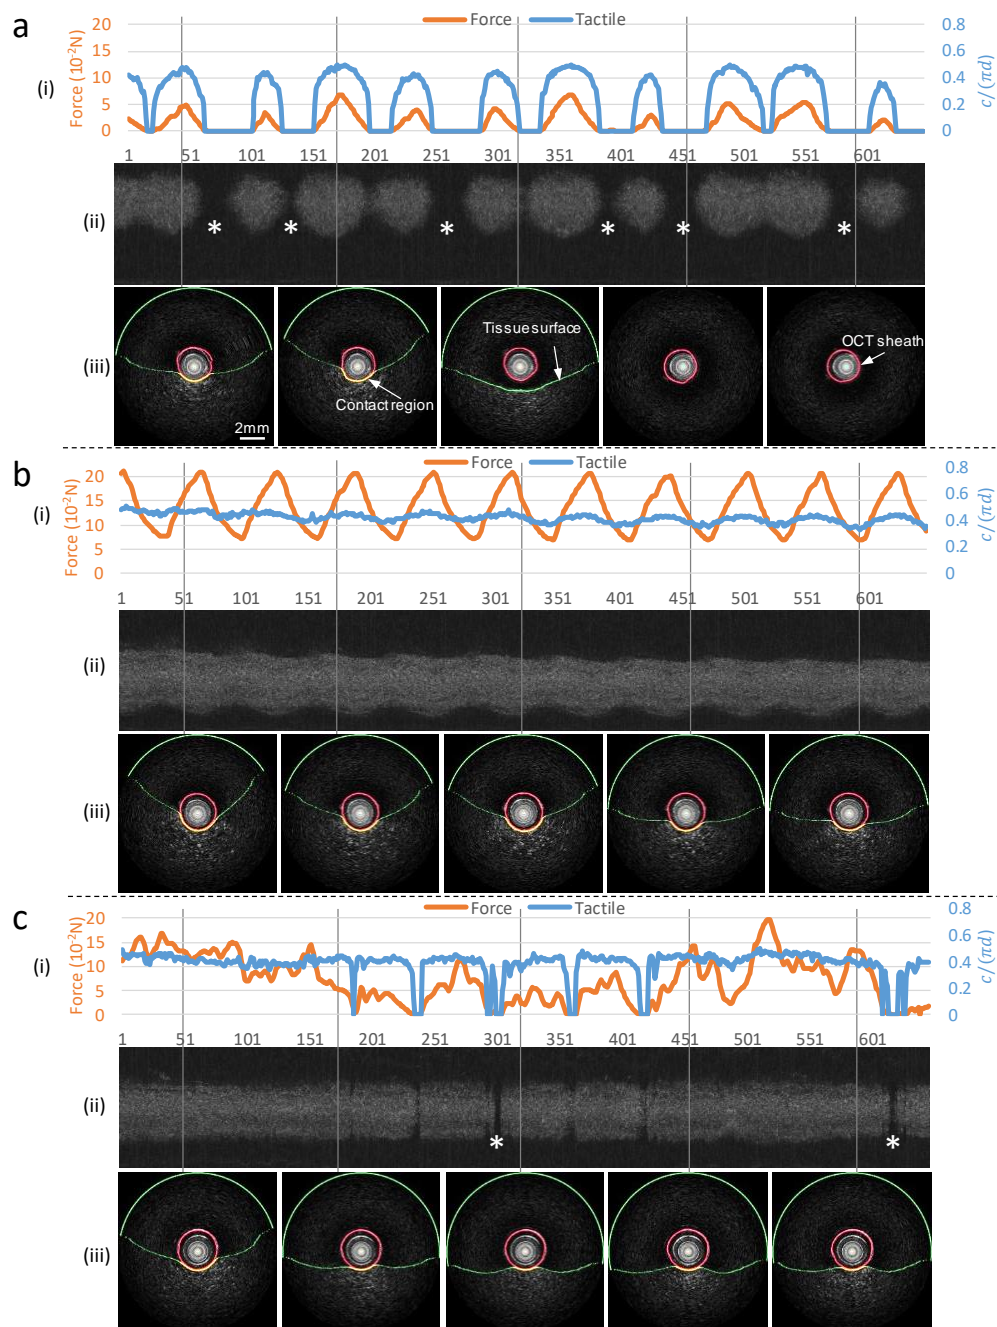 a
Force Tactile
Force (10⁻²N)
20
15
10
5
0
0.8
0.6
0.4
0.2
0
c/(πd)
(i)
1 51 101 151 201 251 301 351 401 451 501 551 601
(ii)
* * * * * *
(iii)
Tissue surface
OCT sheath
Contact region
2mm
b
Force Tactile
Force (10⁻²N)
20
15
10
5
0
0.8
0.6
0.4
0.2
0
c/(πd)
(i)
1 51 101 151 201 251 301 351 401 451 501 551 601
(ii)
(iii)
c
Force Tactile
Force (10⁻²N)
20
15
10
5
0
0.8
0.6
0.4
0.2
0
c/(πd)
(i)
1 51 101 151 201 251 301 351 401 451 501 551 601
(ii)
* *
(iii)